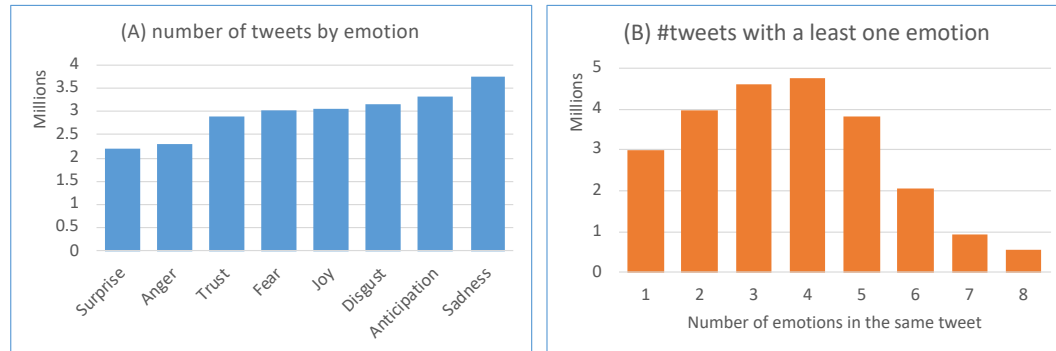 (A) number of tweets by emotion
Millions
4
3.5
3
2.5
2
1.5
1
0.5
0
Surprise
Anger
Trust
Fear
Joy
Disgust
Anticipation
Sadness
(B) #tweets with a least one emotion
Millions
5
4
3
2
1
0
1 2 3 4 5 6 7 8
Number of emotions in the same tweet